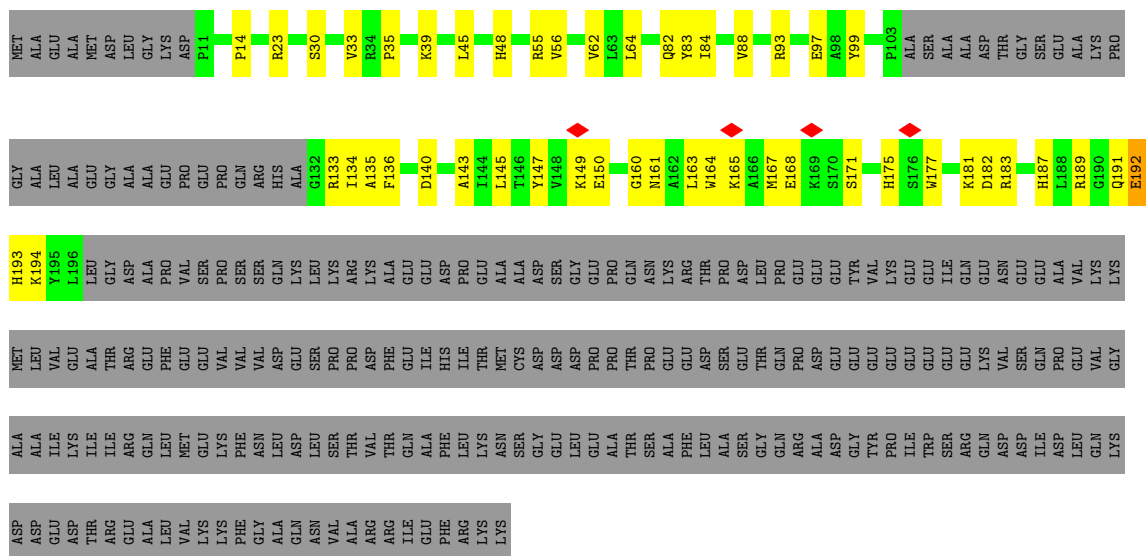 MET ALA GLU ALA MET ASP LEU GLY LYS ASP P11 P14 R23 S30 V33 R34 P35 K39 L45 H48 R55 V56 V62 L63 L64 Q82 Y83 I84 V88 R93 E97 A98 Y99 P103 ALA SER ALA ALA ASP THR GLY SER GLU ALA LYS PRO
GLY ALA LEU ALA GLU GLY ALA ALA GLU PRO GLU PRO GLN ARG HIS ALA G132 R133 I134 A135 F136 D140 A143 I144 L145 T146 Y147 V148 K149 E150 G160 N161 A162 L163 W164 K165 A166 M167 E168 K169 S170 S171 H175 S176 W177 K181 D182 R183 H187 L188 R189 G190 Q191 E192
H193 K194 Y195 L196 LEU GLY ASP ALA PRO VAL SER PRO SER SER GLN LYS LEU LYS ARG LYS ALA GLU GLU ASP PRO GLU ALA ALA ASP SER GLY GLU PRO GLN ASN LYS ARG THR PRO ASP LEU PRO GLU GLU GLU TYR VAL LYS GLU GLU ILE GLN GLU ASN GLU GLU ALA VAL LYS LYS
MET LEU VAL GLU ALA THR ARG GLU PHE GLU GLU VAL VAL VAL ASP GLU SER PRO PRO ASP PHE GLU ILE HIS ILE THR MET CYS ASP ASP ASP PRO PRO THR PRO GLU GLU ASP SER GLU THR GLN PRO ASP GLU GLU GLU GLU GLU GLU GLU LYS VAL SER GLN PRO GLU VAL GLY
ALA ALA ILE LYS ILE ILE ARG GLN LEU MET GLU LYS PHE ASN LEU ASP LEU SER THR VAL THR GLN ALA PHE LEU LYS ASN SER GLY GLU LEU GLU ALA THR SER ALA PHE LEU ALA SER GLY GLN ARG ALA ASP GLY TYR PRO ILE TRP SER ARG GLN ASP ASP ILE ASP LEU GLN LYS
ASP ASP GLU ASP THR ARG GLU ALA LEU VAL LYS LYS PHE GLY ALA GLN ASN VAL ALA ARG ARG ILE GLU PHE ARG LYS LYS